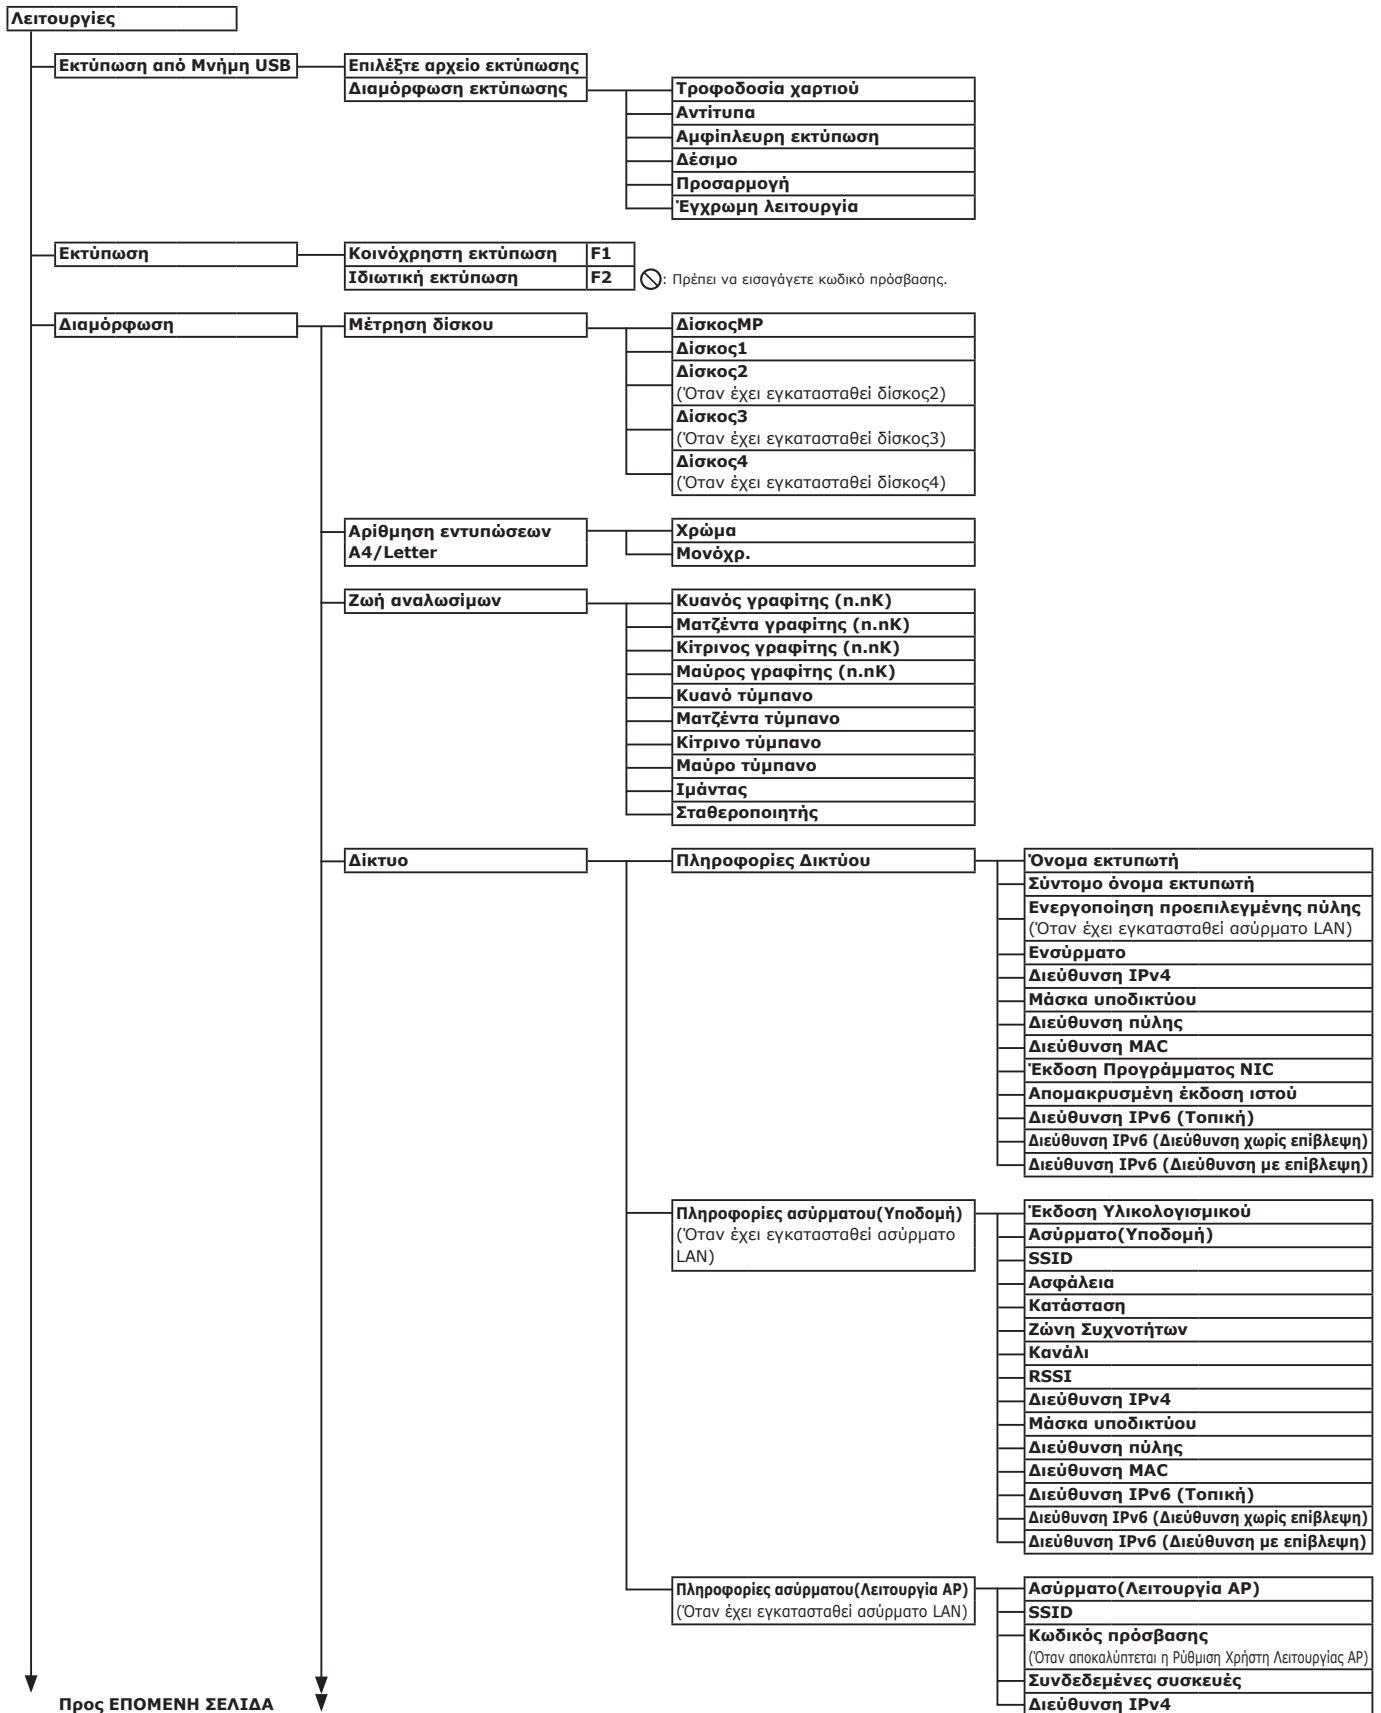 Λειτουργίες
Εκτύπωση από Μνήμη USB
Επιλέξτε αρχείο εκτύπωσης
Διαμόρφωση εκτύπωσης
Τροφοδοσία χαρτιού
Αντίτυπα
Αμφίπλευρη εκτύπωση
Δέσιμο
Προσαρμογή
Έγχρωμη λειτουργία
Εκτύπωση
Κοινόχρηστη εκτύπωση F1
Ιδιωτική εκτύπωση F2
: Πρέπει να εισαγάγετε κωδικό πρόσβασης.
Διαμόρφωση
Μέτρηση δίσκου
ΔίσκοςMP
Δίσκος1
Δίσκος2
(Όταν έχει εγκατασταθεί δίσκος2)
Δίσκος3
(Όταν έχει εγκατασταθεί δίσκος3)
Δίσκος4
(Όταν έχει εγκατασταθεί δίσκος4)
Αρίθμηση εντυπώσεων
A4/Letter
Χρώμα
Μονόχρ.
Ζωή αναλωσίμων
Κυανός γραφίτης (n.nK)
Ματζέντα γραφίτης (n.nK)
Κίτρινος γραφίτης (n.nK)
Μαύρος γραφίτης (n.nK)
Κυανό τύμπανο
Ματζέντα τύμπανο
Κίτρινο τύμπανο
Μαύρο τύμπανο
Ιμάντας
Σταθεροποιητής
Δίκτυο
Πληροφορίες Δικτύου
Όνομα εκτυπωτή
Σύντομο όνομα εκτυπωτή
Ενεργοποίηση προεπιλεγμένης πύλης
(Όταν έχει εγκατασταθεί ασύρματο LAN)
Ενσύρματο
Διεύθυνση IPv4
Μάσκα υποδικτύου
Διεύθυνση πύλης
Διεύθυνση MAC
Έκδοση Προγράμματος NIC
Απομακρυσμένη έκδοση ιστού
Διεύθυνση IPv6 (Τοπική)
Διεύθυνση IPv6 (Διεύθυνση χωρίς επίβλεψη)
Διεύθυνση IPv6 (Διεύθυνση με επίβλεψη)
Πληροφορίες ασύρματου(Υποδομή)
(Όταν έχει εγκατασταθεί ασύρματο
LAN)
Έκδοση Υλικολογισμικού
Ασύρματο(Υποδομή)
SSID
Ασφάλεια
Κατάσταση
Ζώνη Συχνοτήτων
Κανάλι
RSSI
Διεύθυνση IPv4
Μάσκα υποδικτύου
Διεύθυνση πύλης
Διεύθυνση MAC
Διεύθυνση IPv6 (Τοπική)
Διεύθυνση IPv6 (Διεύθυνση χωρίς επίβλεψη)
Διεύθυνση IPv6 (Διεύθυνση με επίβλεψη)
Πληροφορίες ασύρματου(Λειτουργία AP)
(Όταν έχει εγκατασταθεί ασύρματο LAN)
Ασύρματο(Λειτουργία AP)
SSID
Κωδικός πρόσβασης
(Όταν αποκαλύπτεται η Ρύθμιση Χρήστη Λειτουργίας AP)
Συνδεδεμένες συσκευές
Διεύθυνση IPv4
Προς ΕΠΟΜΕΝΗ ΣΕΛΙΔΑ